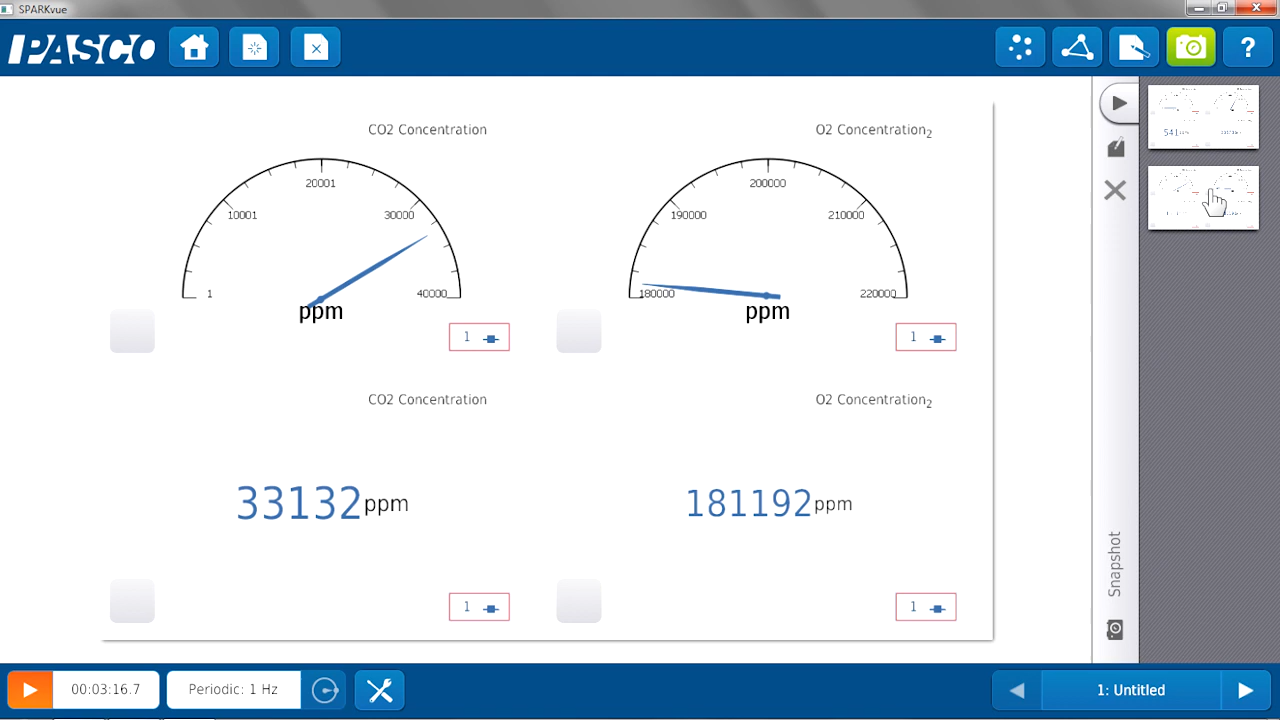 SPARKvue
PASCO
?
CO2 Concentration
O2 Concentration2
20001
10001
30000
1
40000
ppm
1
200000
190000
210000
180000
220000
ppm
1
CO2 Concentration
O2 Concentration2
33132ppm
181192ppm
1
1
541
Snapshot
00:03:16.7
Periodic: 1 Hz
1: Untitled